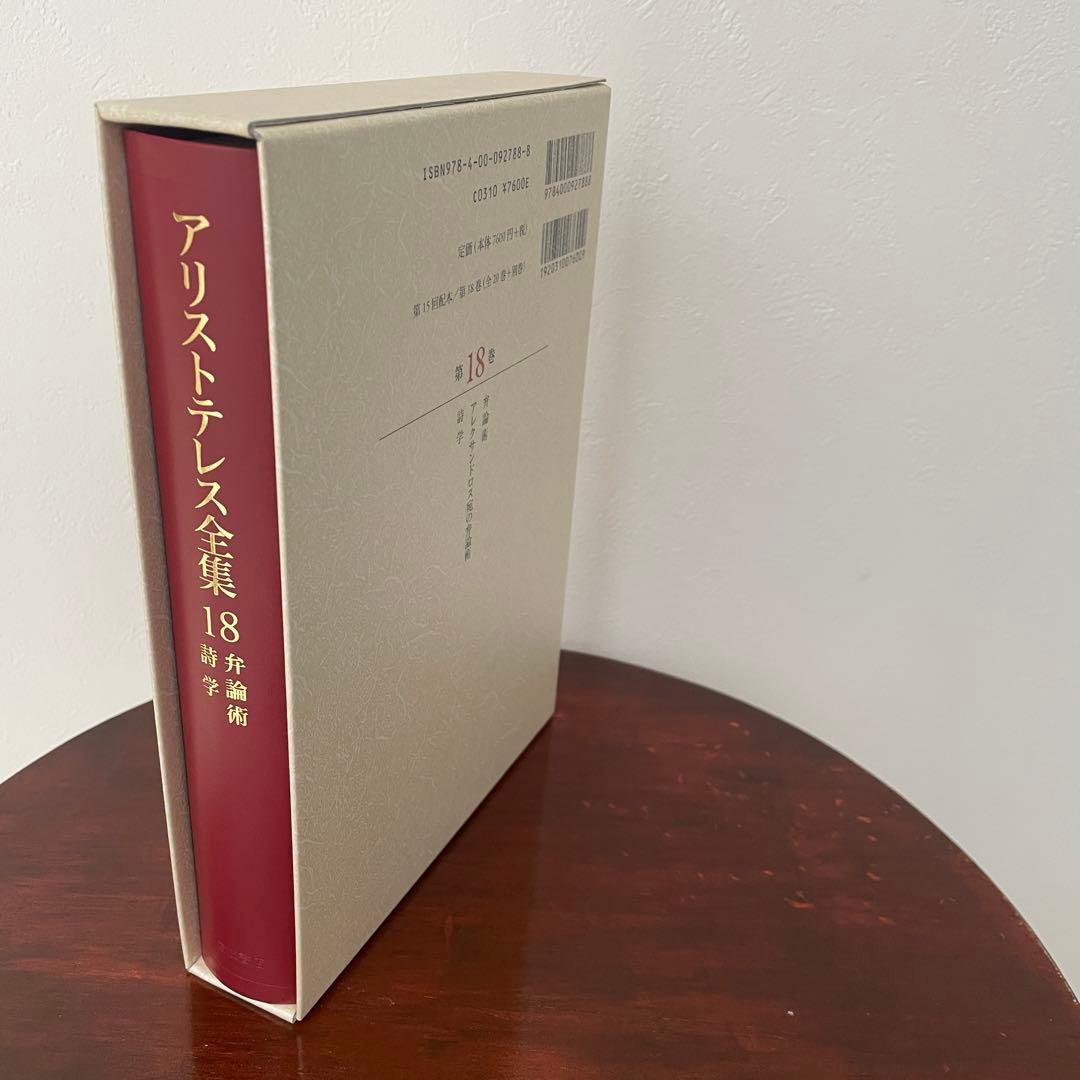 アリストテレス全集
18
弁論術
詩学
ISBN978-4-00-092788-8
C0310 ¥7600E
定価(本体7600円+税)
第15回配本/第18巻(全20巻+別巻)
9784000927888
1920310076009
第18巻
弁論術
アレクサンドロス宛の弁論術
詩学